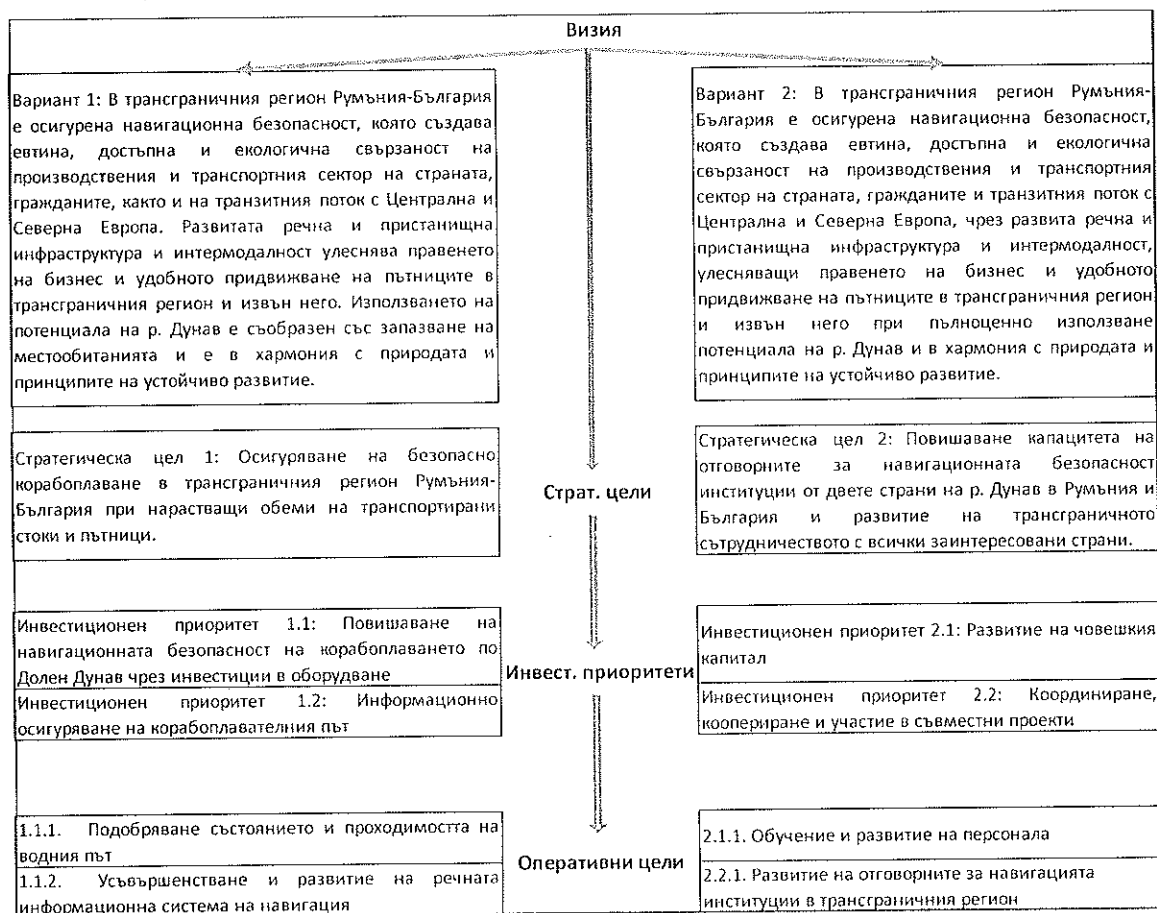 Визия
Вариант 1: В трансграничния регион Румъния-България
е осигурена навигационна безопасност, която създава
евтина, достъпна и екологична свързаност на
производствения и транспортния сектор на страната,
гражданите, както и на транзитния поток с Централна и
Северна Европа. Развитата речна и пристанищна
инфраструктура и интермодалност улеснява правенето
на бизнес и удобното придвижване на пътниците в
трансграничния регион и извън него. Използването на
потенциала на р. Дунав е съобразен със запазване на
местообитанията и е в хармония с природата и
принципите на устойчиво развитие.
Вариант 2: В трансграничния регион Румъния-
България е осигурена навигационна безопасност,
която създава евтина, достъпна и екологична
свързаност на производствения и транспортния
сектор на страната, гражданите и транзитния поток с
Централна и Северна Европа, чрез развита речна и
пристанищна инфраструктура и интермодалност,
улесняващи правенето на бизнес и удобното
придвижване на пътниците в трансграничния регион
и извън него при пълноценно използване
потенциала на р. Дунав и в хармония с природата и
принципите на устойчиво развитие.
Стратегическа цел 1: Осигуряване на безопасно
корабоплаване в трансграничния регион Румъния-
България при нарастващи обеми на транспортирани
стоки и пътници.
Страт. цели
Стратегическа цел 2: Повишаване капацитета на
отговорните за навигационната безопасност
институции от двете страни на р. Дунав в Румъния и
България и развитие на трансграничното
сътрудничеството с всички заинтересовани страни.
Инвестиционен приоритет 1.1: Повишаване на
навигационната безопасност на корабоплаването по
Долен Дунав чрез инвестиции в оборудване
Инвестиционен приоритет 1.2: Информационно
осигуряване на корабоплавателния път
Инвест. приоритети
Инвестиционен приоритет 2.1: Развитие на човешкия
капитал
Инвестиционен приоритет 2.2: Координиране,
коопериране и участие в съвместни проекти
1.1.1. Подобряване състоянието и проходимостта на
водния път
1.1.2. Усъвършенстване и развитие на речната
информационна система на навигация
Оперативни цели
2.1.1. Обучение и развитие на персонала
2.2.1. Развитие на отговорните за навигацията
институции в трансграничния регион